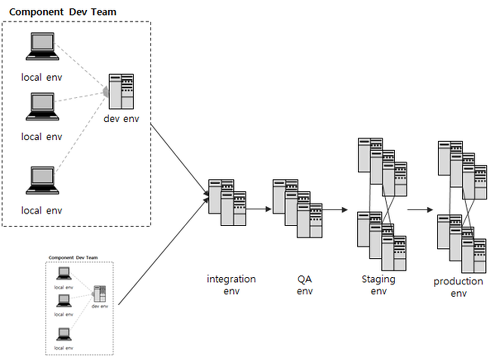 Component Dev Team
local env
dev env
local env
local env
integration
env
QA
env
Staging
env
production
env
Component Dev Team
local env
dev env
local env
local env